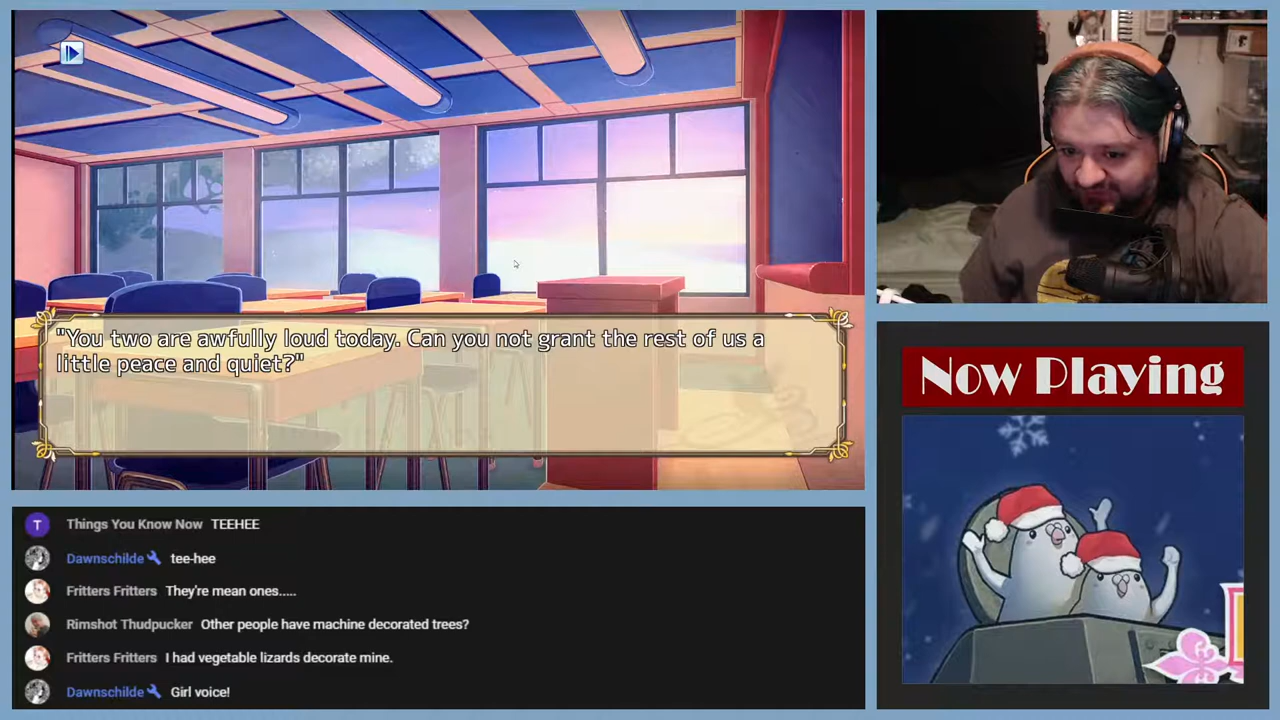 "You two are awfully loud today. Can you not grant the rest of us a
little peace and quiet?"
Now Playing
T Things You Know Now TEEHEE
Dawnschilde tee-hee
Fritters Fritters They're mean ones.....
Rimshot Thudpucker Other people have machine decorated trees?
Fritters Fritters I had vegetable lizards decorate mine.
Dawnschilde Girl voice!